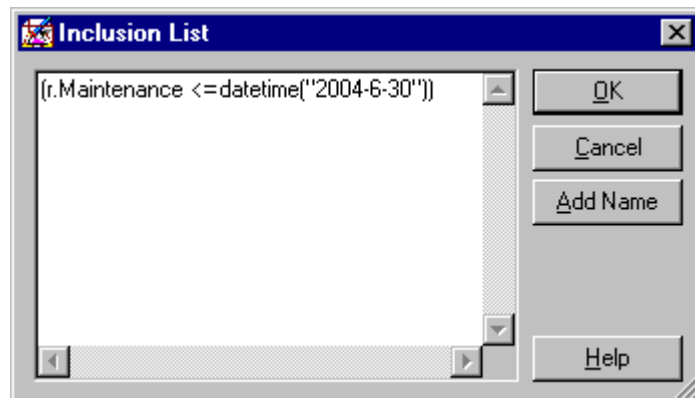 Inclusion List
(r.Maintenance <=datetime("2004-6-30"))
OK
Cancel
Add Name
Help